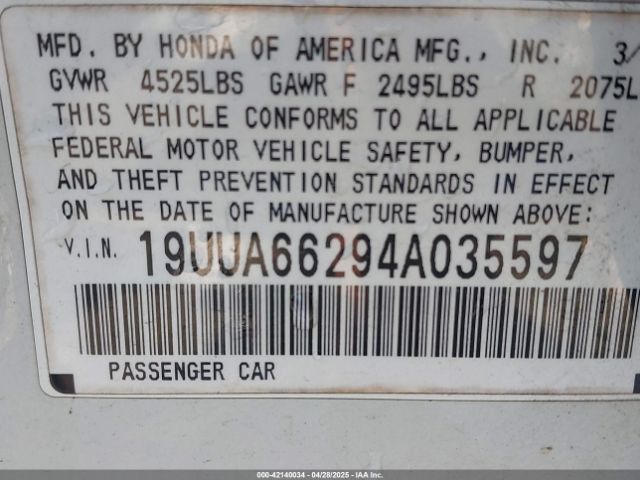 MFD. BY HONDA OF AMERICA MFG., INC. 3/
GVWR 4525LBS GAWR F 2495LBS R 2075L
THIS VEHICLE CONFORMS TO ALL APPLICABLE
FEDERAL MOTOR VEHICLE SAFETY, BUMPER,
AND THEFT PREVENTION STANDARDS IN EFFECT
ON THE DATE OF MANUFACTURE SHOWN ABOVE:
V.I.N. 19UUA66294A035597
PASSENGER CAR
000-42140034 - 04/28/2025 - IAAI.COM